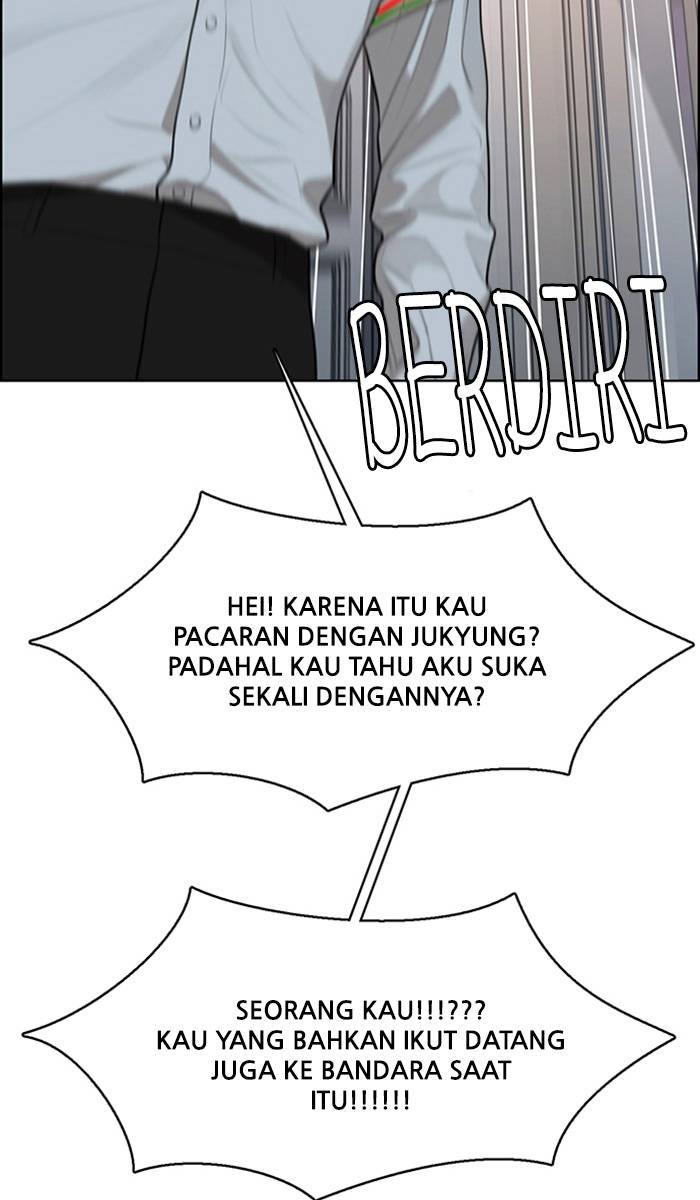 BERDIRI
HEI! KARENA ITU KAU
PACARAN DENGAN JUKYUNG?
PADAHAL KAU TAHU AKU SUKA
SEKALI DENGANNYA?
SEORANG KAU!!!???
KAU YANG BAHKAN IKUT DATANG
JUGA KE BANDARA SAAT
ITU!!!!!!